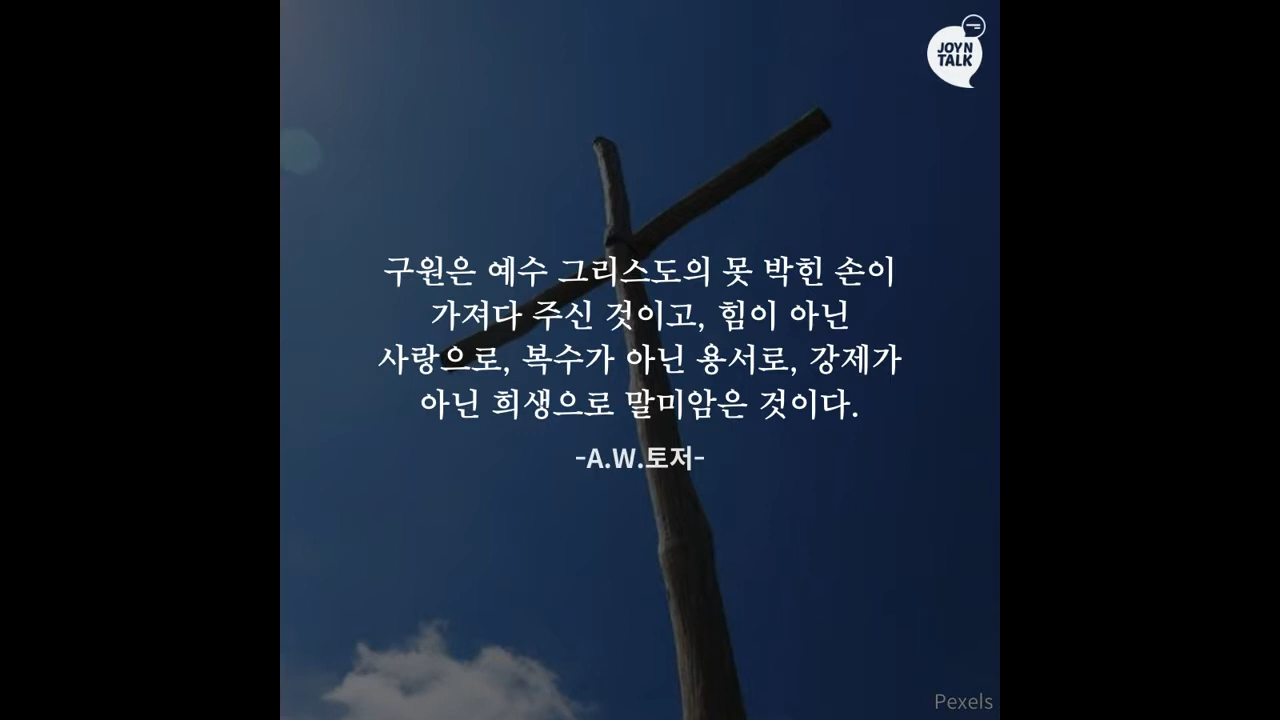 JOYN
TALK
구원은 예수 그리스도의 못 박힌 손이
가져다 주신 것이고, 힘이 아닌
사랑으로, 복수가 아닌 용서로, 강제가
아닌 희생으로 말미암은 것이다.
-A.W.토저-
Pexels